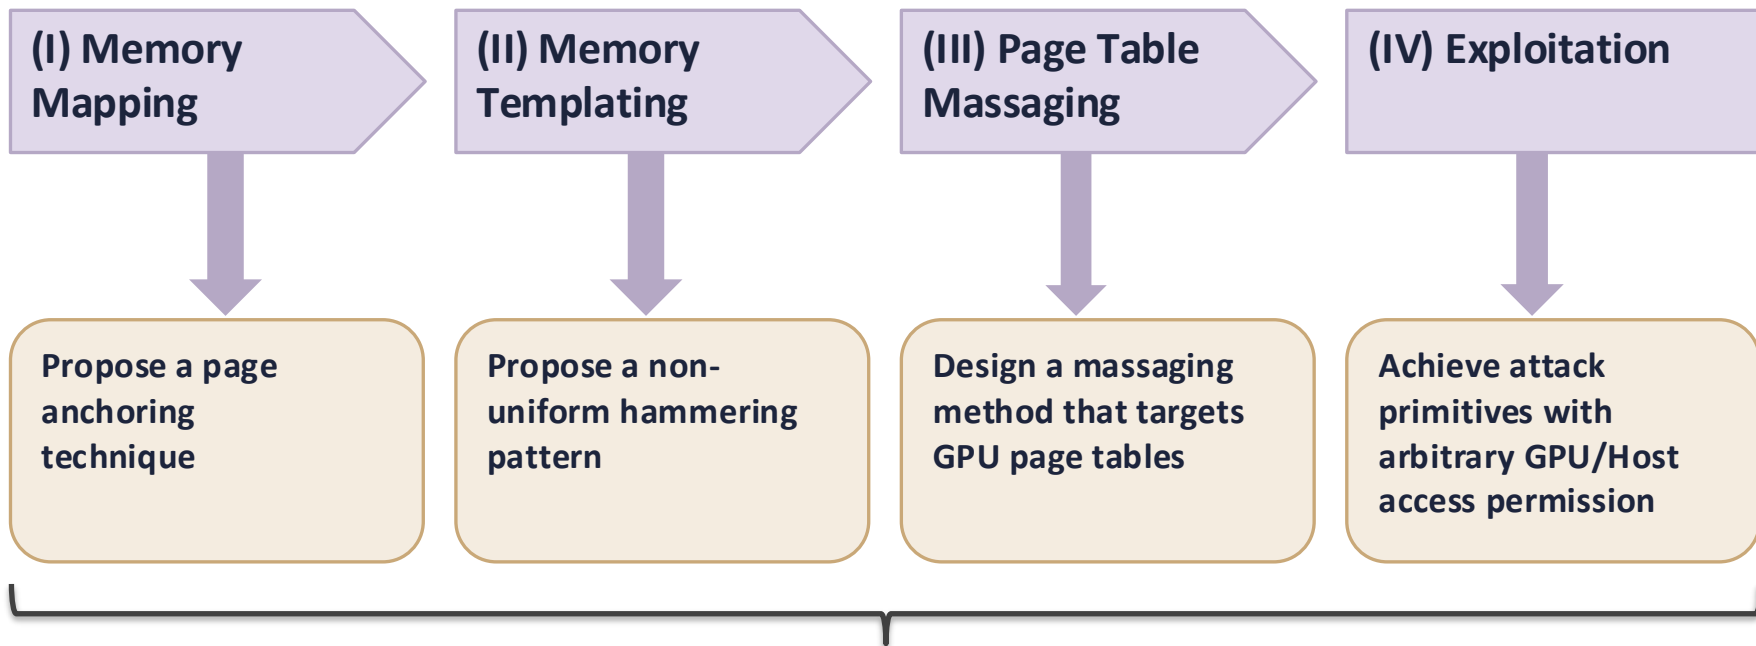 (I) Memory
Mapping
(II) Memory
Templating
(III) Page Table
Massaging
(IV) Exploitation
Propose a page
anchoring
technique
Propose a non-
uniform hammering
pattern
Design a massaging
method that targets
GPU page tables
Achieve attack
primitives with
arbitrary GPU/Host
access permission